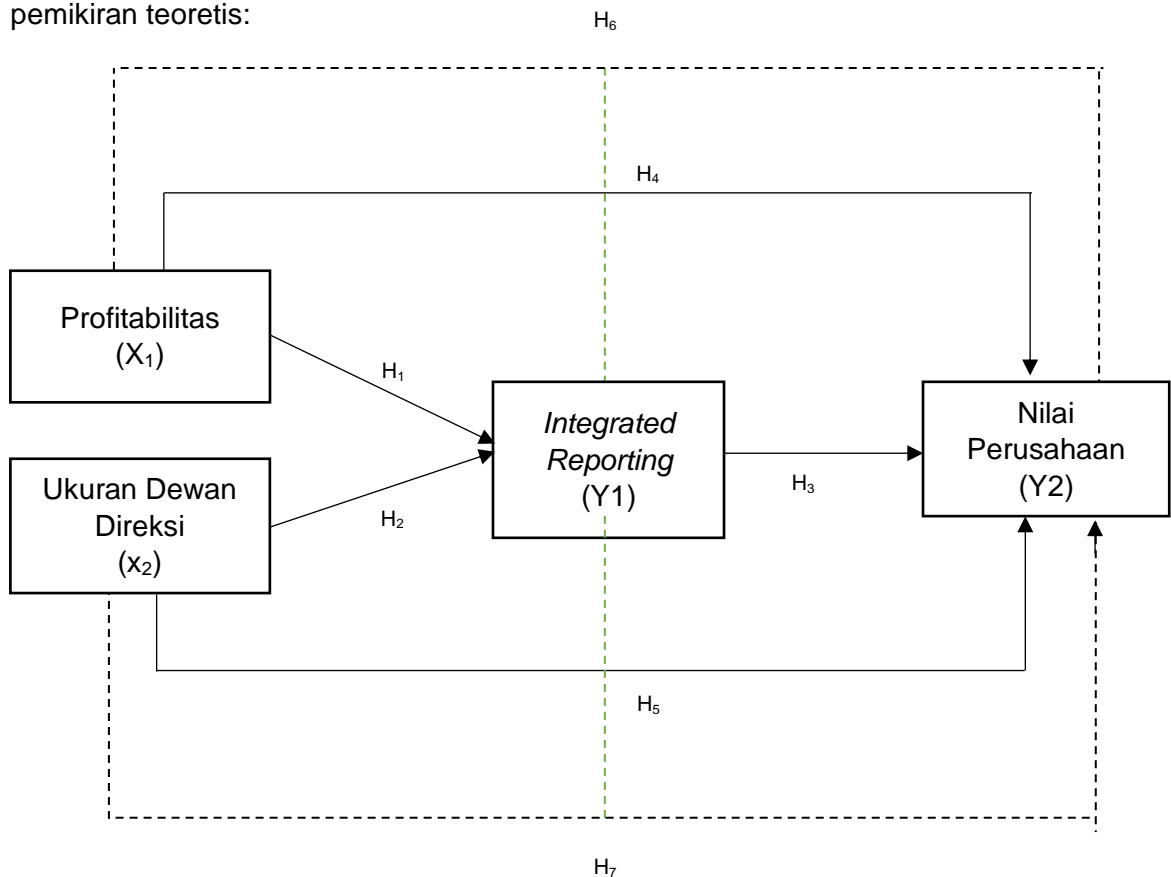 pemikiran teoretis:
H₆
H₄
Profitabilitas
(X₁)
H₁
Integrated
Reporting
(Y1)
Nilai
Perusahaan
(Y2)
Ukuran Dewan
Direksi
(x₂)
H₂
H₃
H₅
H₇